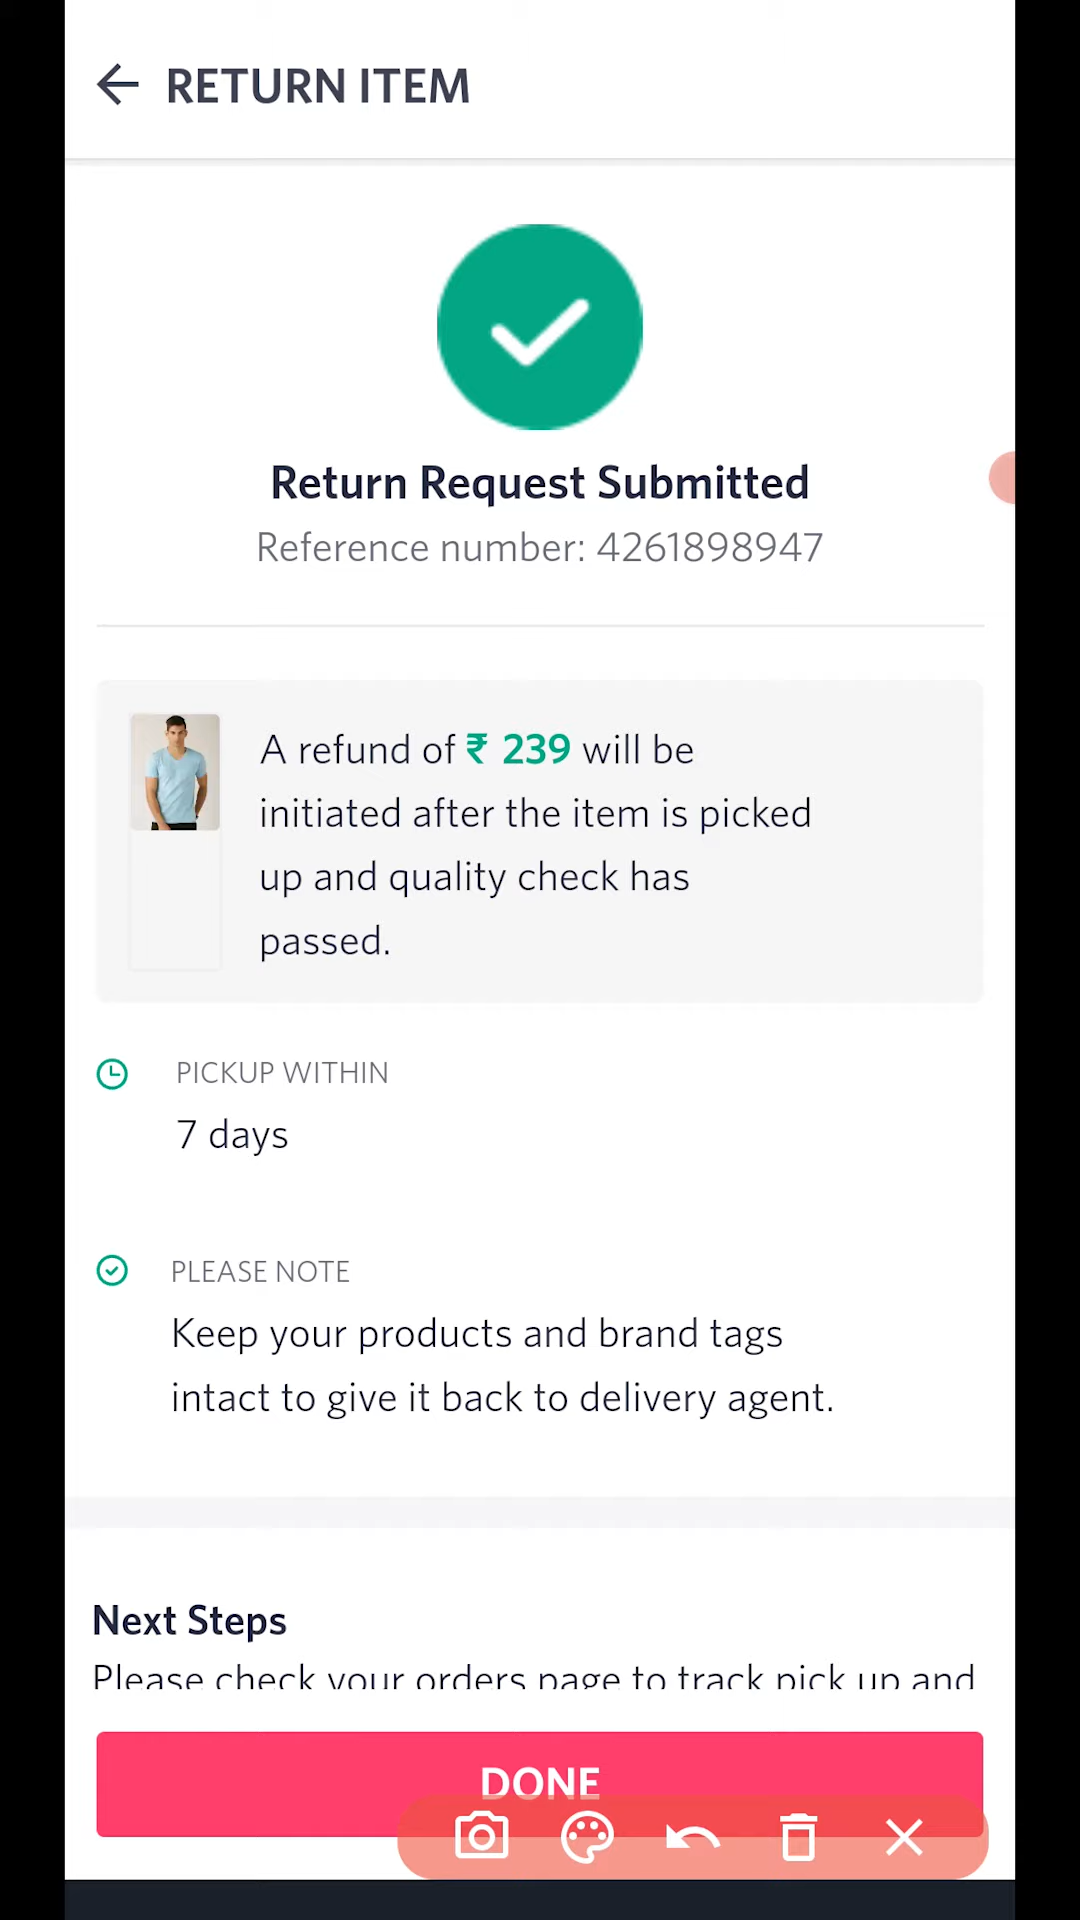 RETURN ITEM
Return Request Submitted
Reference number: 4261898947
A refund of ₹ 239 will be
initiated after the item is picked
up and quality check has
passed.
PICKUP WITHIN
7 days
PLEASE NOTE
Keep your products and brand tags
intact to give it back to delivery agent.
Next Steps
Please check your orders page to track pick up and
DONE